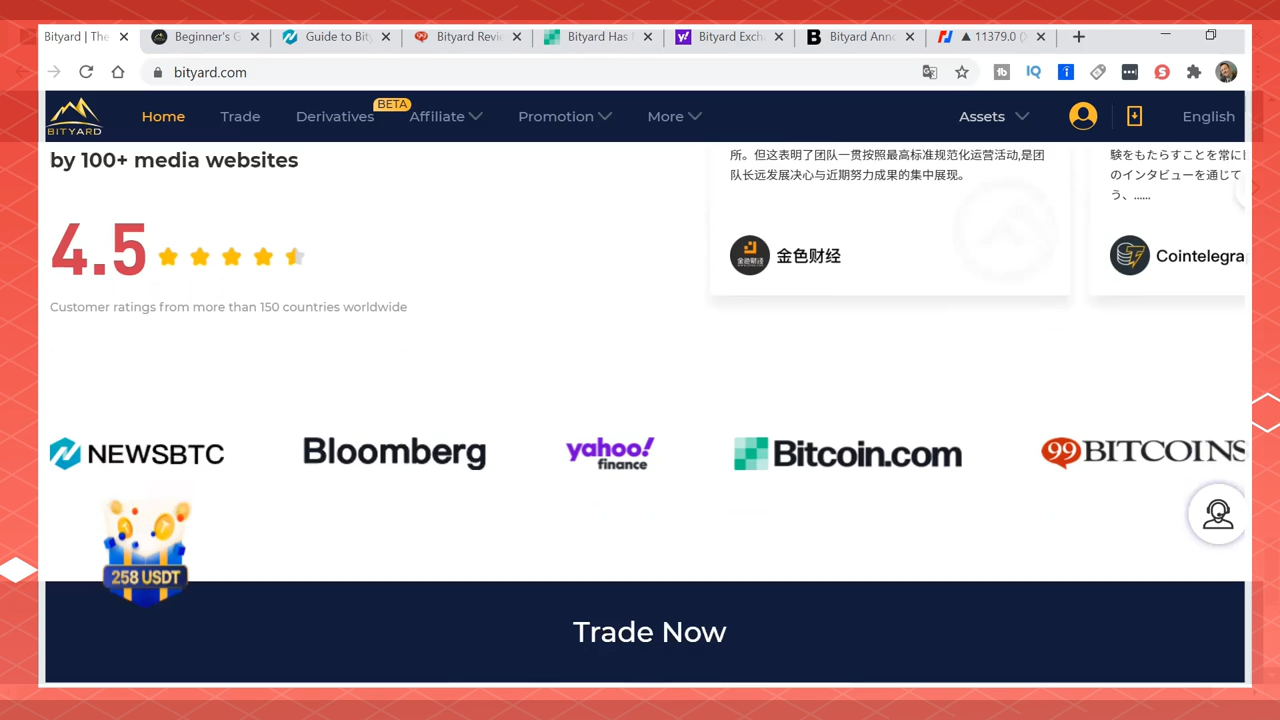 Bityard | The
Beginner's G
Guide to Bit
Bityard Revi
Bityard Has
Bityard Exch
Bityard Ann
▲ 11379.0 (
bityard.com
BITYARD
Home
Trade
Derivatives
BETA
Affiliate
Promotion
More
Assets
English
by 100+ media websites
4.5
Customer ratings from more than 150 countries worldwide
所。但这表明了团队一贯按照最高标准规范化运营活动,是团
队长远发展决心与近期努力成果的集中展现。
金色财经
験をもたらすことを常に
のインタビューを通じて
う、......
Cointelegra
NEWSBTC
Bloomberg
yahoo!
finance
Bitcoin.com
99 BITCOINS
258 USDT
Trade Now